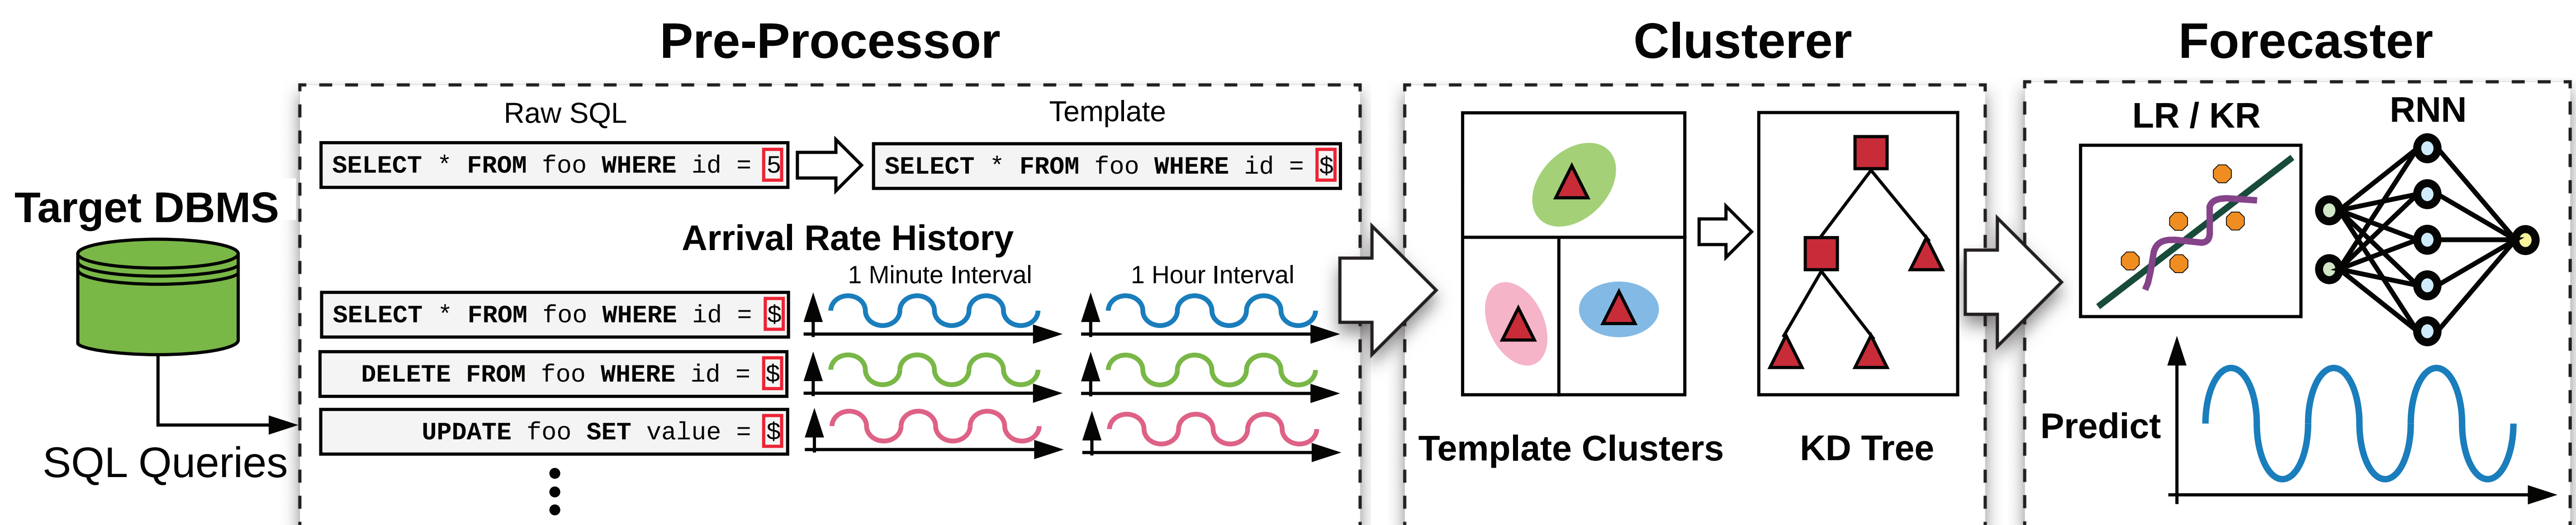 Pre-Processor
Clusterer
Forecaster
Target DBMS
SQL Queries
Raw SQL
Template
SELECT * FROM foo WHERE id = 5
SELECT * FROM foo WHERE id = $
Arrival Rate History
1 Minute Interval
1 Hour Interval
SELECT * FROM foo WHERE id = $
DELETE FROM foo WHERE id = $
UPDATE foo SET value = $
Template Clusters
KD Tree
LR / KR
RNN
Predict